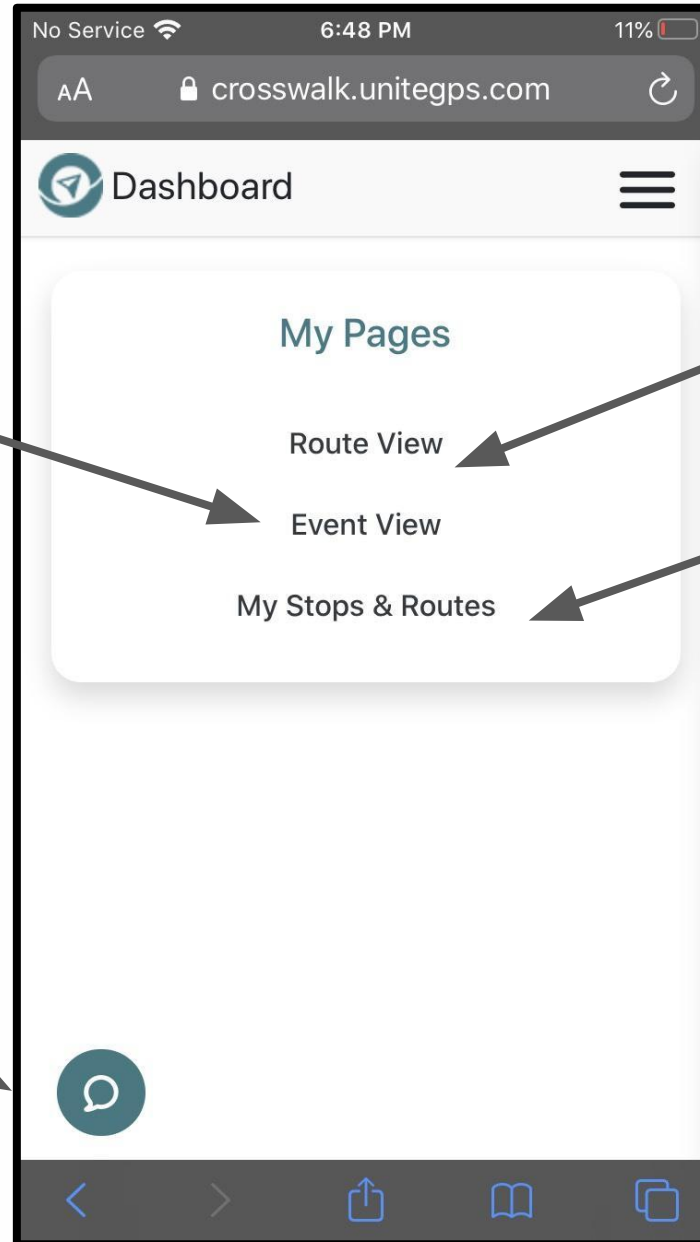 No Service 6:48 PM 11%
AA crosswalk.unitegps.com
Dashboard
My Pages
Route View
Event View
My Stops & Routes